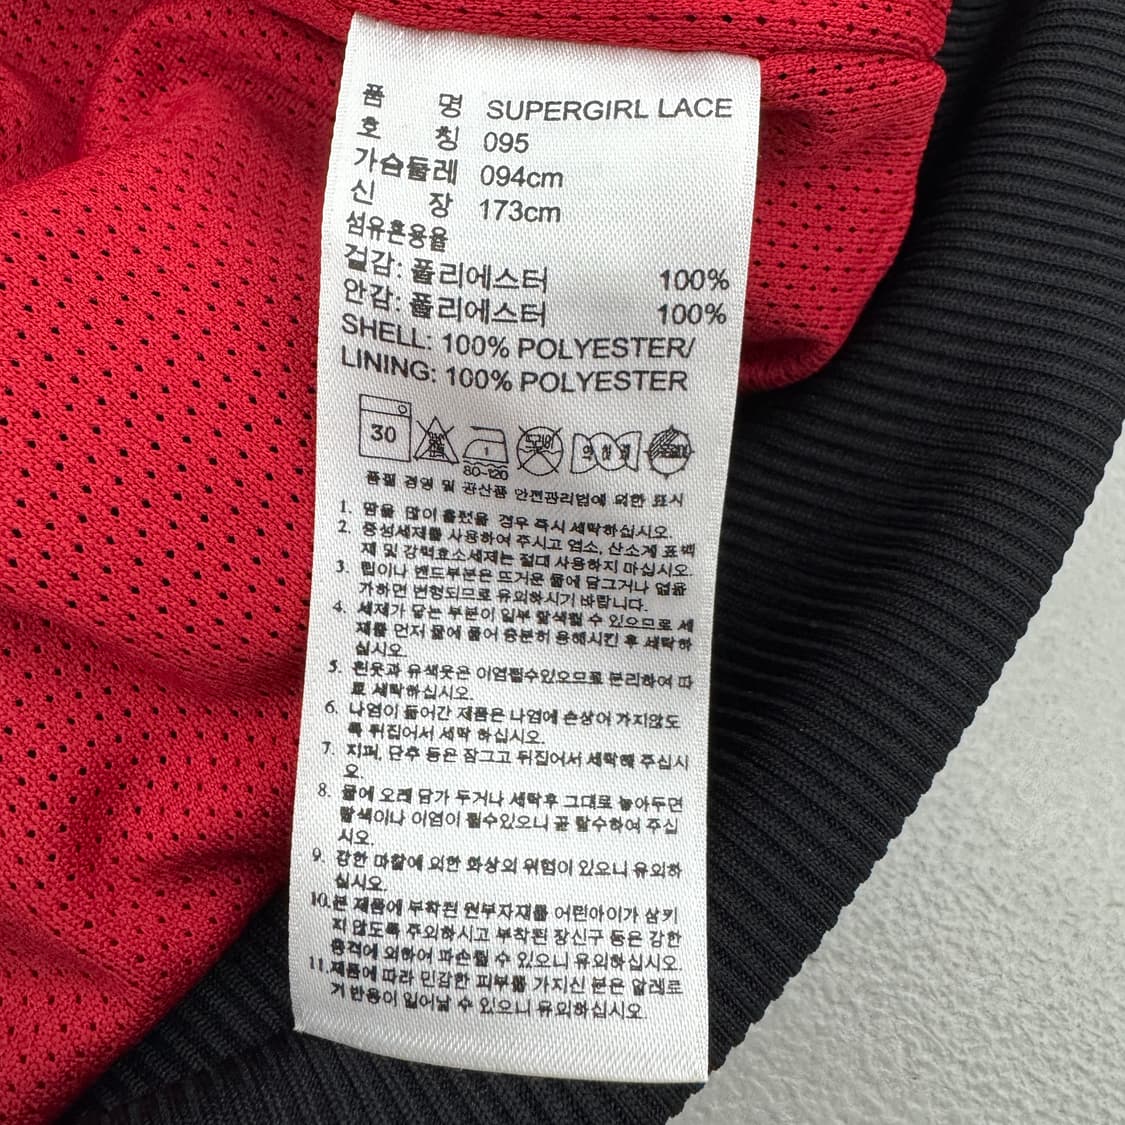 품 명 SUPERGIRL LACE
호 칭 095
가슴둘레 094cm
신 장 173cm
섬유혼용율
겉감: 폴리에스터 100%
안감: 폴리에스터 100%
SHELL: 100% POLYESTER/
LINING: 100% POLYESTER
30
80~120
약하게
품질 경영 및 공산품 안전관리법에 의한 표시
1. 땀을 많이 흘렸을 경우 즉시 세탁하십시오.
2. 중성세제를 사용하여 주시고 염소, 산소계 표백
제 및 강력효소세제는 절대 사용하지 마십시오.
3. 립이나 밴드부분은 뜨거운 물에 담그거나 열을
가하면 변형되므로 유의하시기 바랍니다.
4. 세제가 닿는 부분이 일부 탈색될 수 있으므로 세
제를 먼저 물에 풀어 충분히 용해시킨 후 세탁하
십시오.
5. 흰옷과 유색옷은 이염될수있으므로 분리하여 따
로 세탁하십시오.
6. 나염이 들어간 제품은 나염에 손상이 가지않도
록 뒤집어서 세탁 하십시오.
7. 지퍼, 단추 등은 잠그고 뒤집어서 세탁해 주십시
오.
8. 물에 오래 담가 두거나 세탁후 그대로 놓아두면
탈색이나 이염이 될수있으니 곧 탈수하여 주십
시오.
9. 강한 마찰에 의한 화상의 위험이 있으니 유의하
십시오.
10.본 제품에 부착된 원부자재를 어린아이가 삼키
지 않도록 주의하시고 부착된 장신구 등은 강한
충격에 의하여 파손될 수 있으니 유의하십시오.
11.제품에 따라 민감한 피부를 가지신 분은 알레르
기 반응이 일어날 수 있으니 유의하십시오.